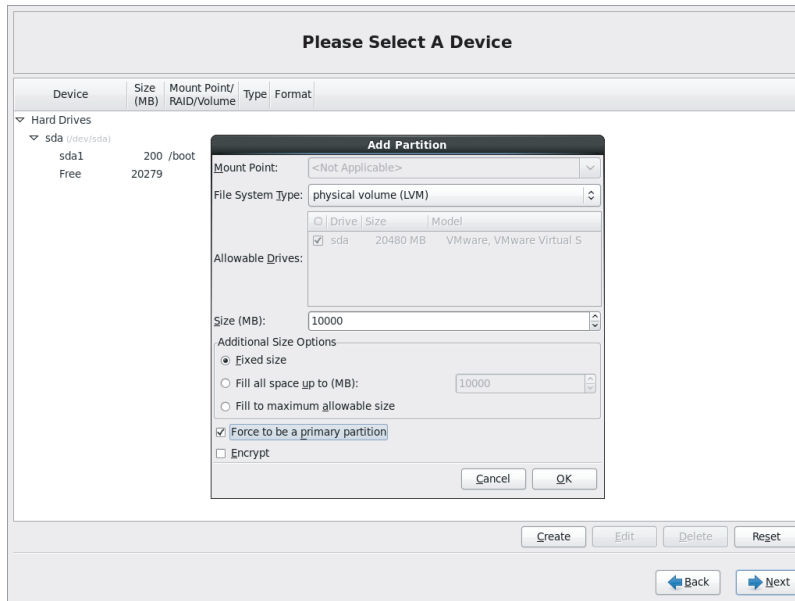 Please Select A Device
Device
Size (MB)
Mount Point/ RAID/Volume
Type
Format
Hard Drives
sda (/dev/sda)
sda1 200 /boot
Free 20279
Add Partition
Mount Point: <Not Applicable>
File System Type: physical volume (LVM)
Drive Size Model
sda 20480 MB VMware, VMware Virtual S
Allowable Drives:
Size (MB): 10000
Additional Size Options
Fixed size
Fill all space up to (MB): 10000
Fill to maximum allowable size
Force to be a primary partition
Encrypt
Cancel OK
Create Edit Delete Reset
Back Next